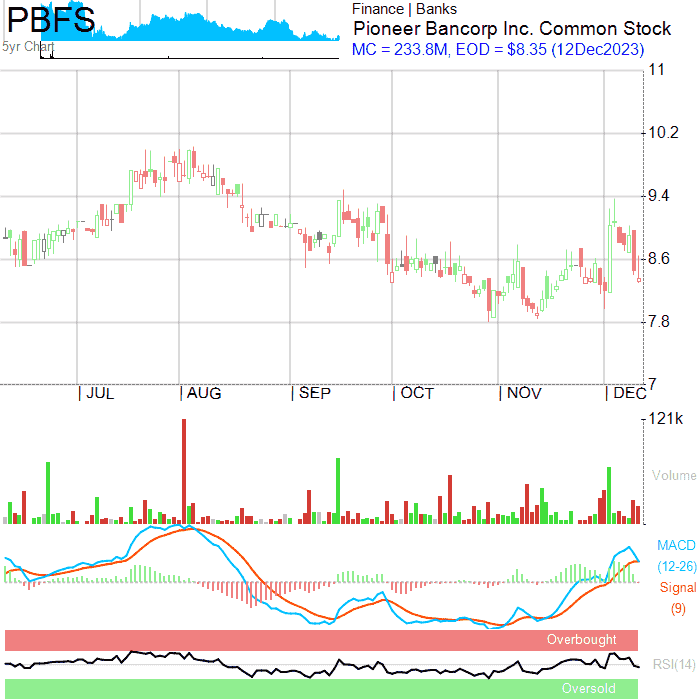 PBFS
5yr Chart
Finance | Banks
Pioneer Bancorp Inc. Common Stock
MC = 233.8M, EOD = $8.35 (12Dec2023)
11
10.2
9.4
8.6
7.8
7
| JUL | AUG | SEP | OCT | NOV | DEC
121k
Volume
MACD
(12-26)
Signal
(9)
Overbought
RSI(14)
Oversold